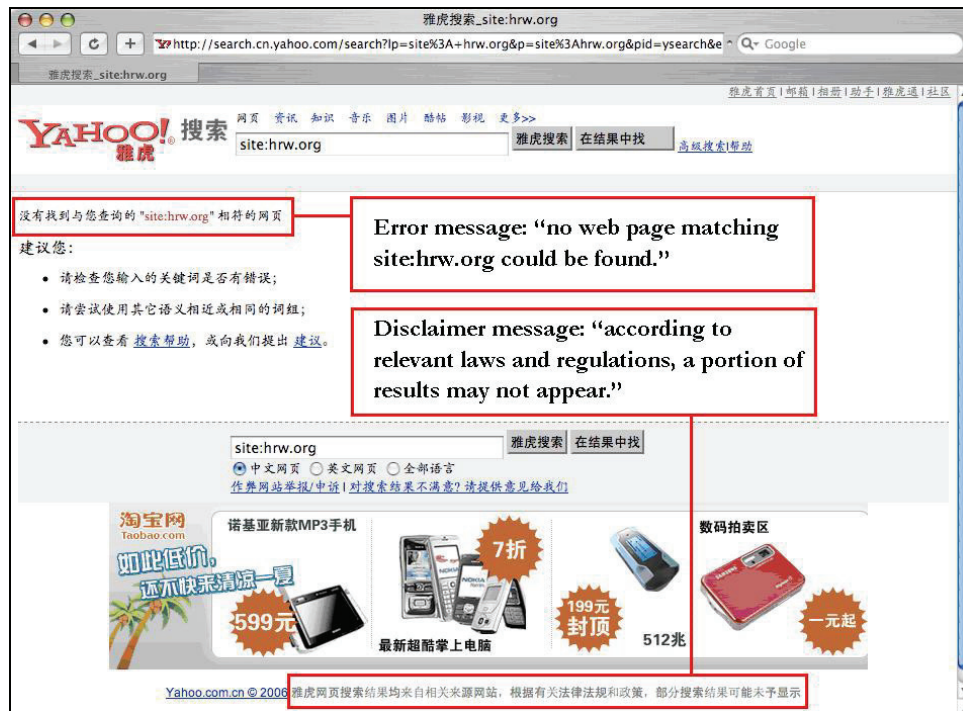 雅虎搜索_site:hrw.org
http://search.cn.yahoo.com/search?lp=site%3A+hrw.org&p=site%3Ahrw.org&pid=ysearch&e
Google
雅虎搜索_site:hrw.org
雅虎首页 | 邮箱 | 相册 | 助手 | 雅虎通 | 社区
YAHOO! 雅虎 搜索
网页 资讯 知识 音乐 图片 酷帖 影视 更多>>
site:hrw.org 雅虎搜索 在结果中找 高级搜索|帮助
没有找到与您查询的 "site:hrw.org" 相符的网页
Error message: “no web page matching
site:hrw.org could be found.”
建议您:
• 请检查您输入的关键词是否有错误;
• 请尝试使用其它语义相近或相同的词组;
• 您可以查看 搜索帮助, 或向我们提出 建议。
Disclaimer message: “according to
relevant laws and regulations, a portion of
results may not appear.”
site:hrw.org 雅虎搜索 在结果中找
中文网页 英文网页 全部语言
作弊网站举报/申诉 | 对搜索结果不满意? 请提供意见给我们
淘宝网
Taobao.com
如此低价,
还不快来清凉一夏
诺基亚新款MP3手机
599元
7折
NOKIA
最新超酷掌上电脑
199元
封顶
512兆
数码拍卖区
SAMSUNG
一元起
Yahoo.com.cn © 2006 雅虎网页搜索结果均来自相关来源网站, 根据有关法律法规和政策, 部分搜索结果可能未予显示